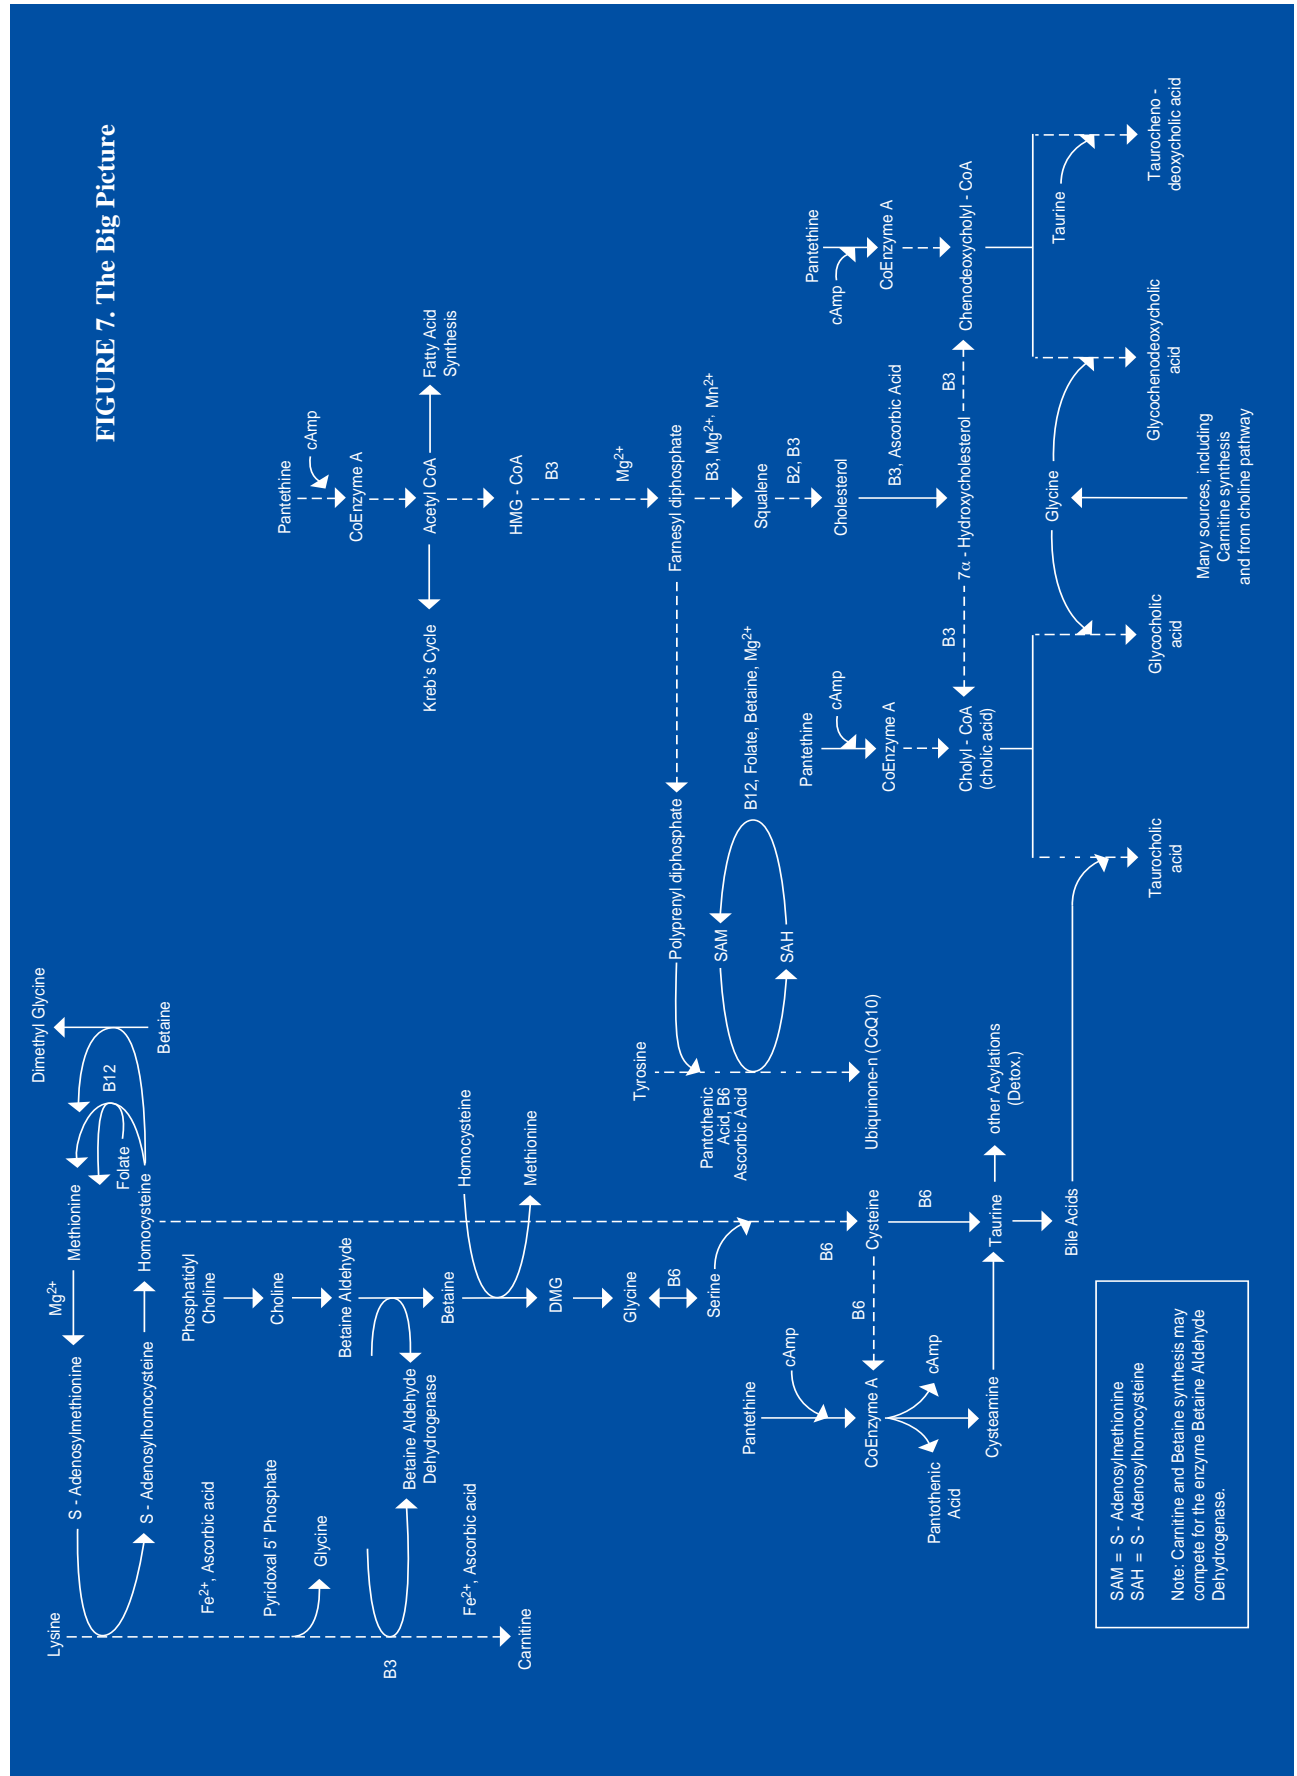 FIGURE 7. The Big Picture
Lysine
S - Adenosylmethionine
Mg2+
Methionine
B12
Dimethyl Glycine
Folate
Betaine
S - Adenosylhomocysteine
Homocysteine
Fe2+, Ascorbic acid
Pyridoxal 5' Phosphate
Glycine
B3
Betaine Aldehyde
Dehydrogenase
Fe2+, Ascorbic acid
Carnitine
Phosphatidyl
Choline
Choline
Betaine Aldehyde
Betaine
Homocysteine
Methionine
DMG
Glycine
B6
Serine
B6
Cysteine
B6
B6
Pantethine
cAmp
CoEnzyme A
cAmp
Pantothenic
Acid
Cysteamine
Taurine
other Acylations
(Detox.)
Bile Acids
Pantethine
cAmp
CoEnzyme A
Kreb's Cycle
Acetyl CoA
Fatty Acid
Synthesis
HMG - CoA
B3
Mg2+
Tyrosine
Polyprenyl diphosphate
Farnesyl diphosphate
Pantothenic
Acid, B6
Ascorbic Acid
SAM
SAH
B12, Folate, Betaine, Mg2+
Ubiquinone-n (CoQ10)
B3, Mg2+, Mn2+
Squalene
B2, B3
Cholesterol
B3, Ascorbic Acid
Pantethine
cAmp
CoEnzyme A
Pantethine
cAmp
CoEnzyme A
Cholyl - CoA
(cholic acid)
B3
7α - Hydroxycholesterol
B3
Chenodeoxycholyl - CoA
Glycine
Taurine
Taurocholic
acid
Glycocholic
acid
Glycochenodeoxycholic
acid
Taurocheno -
deoxycholic acid
Many sources, including
Carnitine synthesis
and from choline pathway
SAM = S - Adenosylmethionine
SAH = S - Adenosylhomocysteine
Note: Carnitine and Betaine synthesis may
compete for the enzyme Betaine Aldehyde
Dehydrogenase.